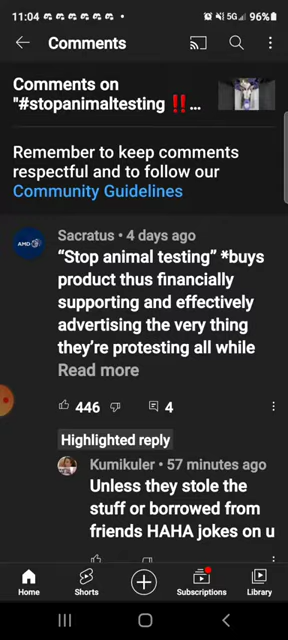 11:04
5G 96%
Comments
Comments on
"#stopanimaltesting ‼️...
Remember to keep comments
respectful and to follow our
Community Guidelines
AMD
Sacratus • 4 days ago
“Stop animal testing” *buys
product thus financially
supporting and effectively
advertising the very thing
they’re protesting all while
Read more
446
4
Highlighted reply
Kumikuler • 57 minutes ago
Unless they stole the
stuff or borrowed from
friends HAHA jokes on u
Home
Shorts
Subscriptions
Library